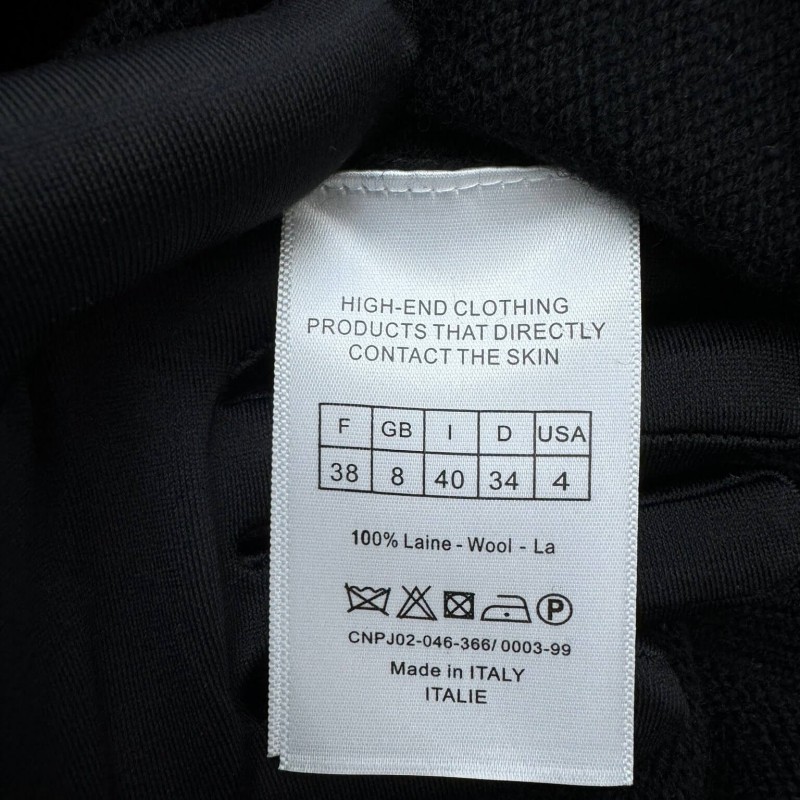 HIGH-END CLOTHING
PRODUCTS THAT DIRECTLY
CONTACT THE SKIN
F GB I D USA
38 8 40 34 4
100% Laine - Wool - La
P
CNPJ02-046-366/0003-99
Made in ITALY
ITALIE